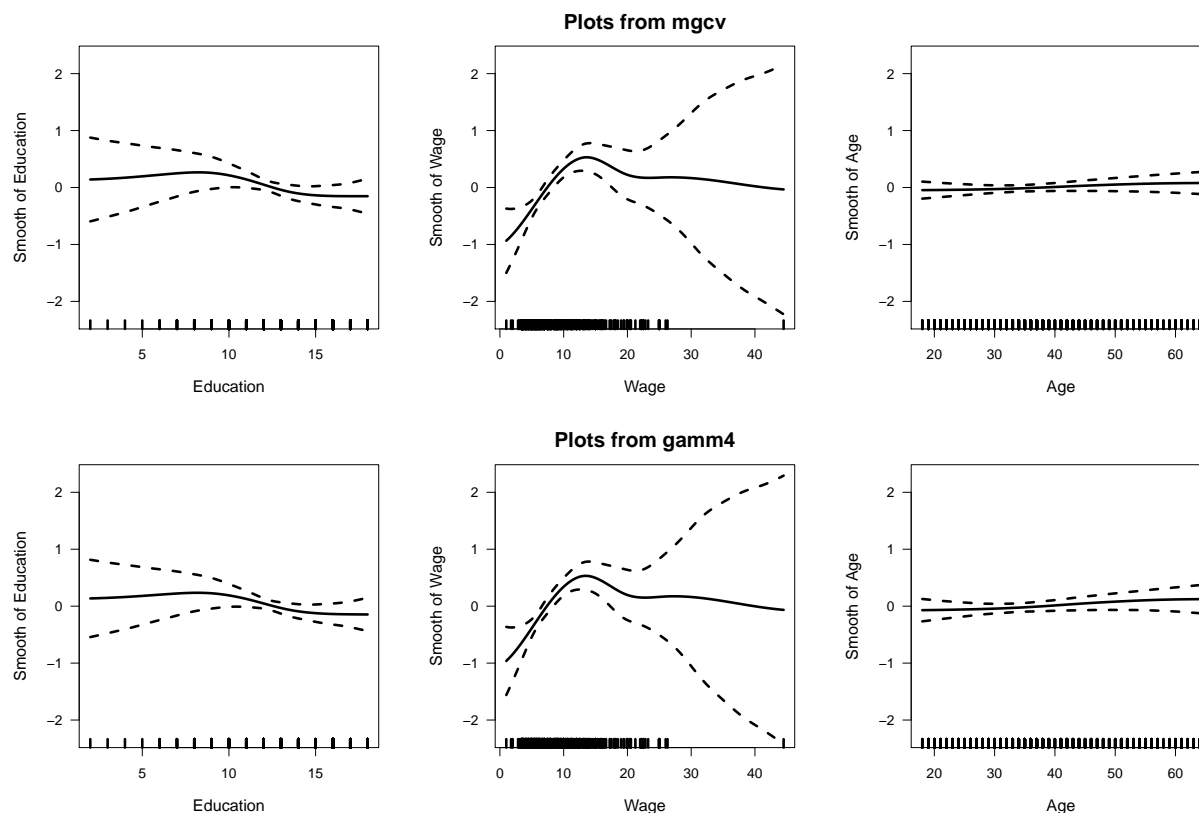 Plots from mgcv
Smooth of Education
2
1
0
−1
−2
5 10 15
Education
Smooth of Wage
2
1
0
−1
−2
0 10 20 30 40
Wage
Smooth of Age
2
1
0
−1
−2
20 30 40 50 60
Age
Plots from gamm4
Smooth of Education
2
1
0
−1
−2
5 10 15
Education
Smooth of Wage
2
1
0
−1
−2
0 10 20 30 40
Wage
Smooth of Age
2
1
0
−1
−2
20 30 40 50 60
Age